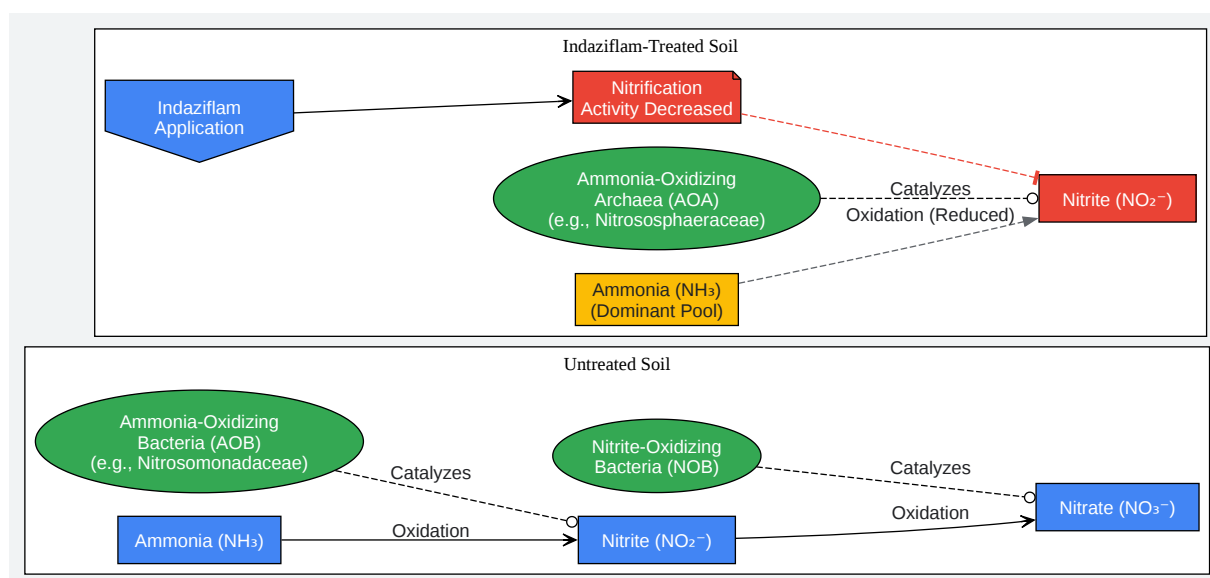 Indaziflam-Treated Soil
Indaziflam
Application
Nitrification
Activity Decreased
Ammonia-Oxidizing
Archaea (AOA)
(e.g., Nitrososphaeraceae)
Catalyzes
Oxidation (Reduced)
Nitrite (NO₂⁻)
Ammonia (NH₃)
(Dominant Pool)
Untreated Soil
Ammonia-Oxidizing
Bacteria (AOB)
(e.g., Nitrosomonadaceae)
Catalyzes
Nitrite-Oxidizing
Bacteria (NOB)
Catalyzes
Ammonia (NH₃)
Oxidation
Nitrite (NO₂⁻)
Oxidation
Nitrate (NO₃⁻)